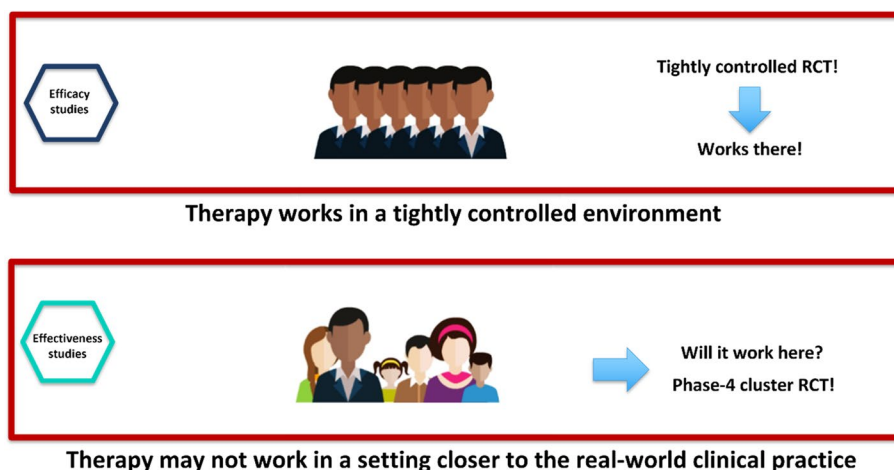 Efficacy
studies
Tightly controlled RCT!
Works there!
Therapy works in a tightly controlled environment
Effectiveness
studies
Will it work here?
Phase-4 cluster RCT!
Therapy may not work in a setting closer to the real-world clinical practice